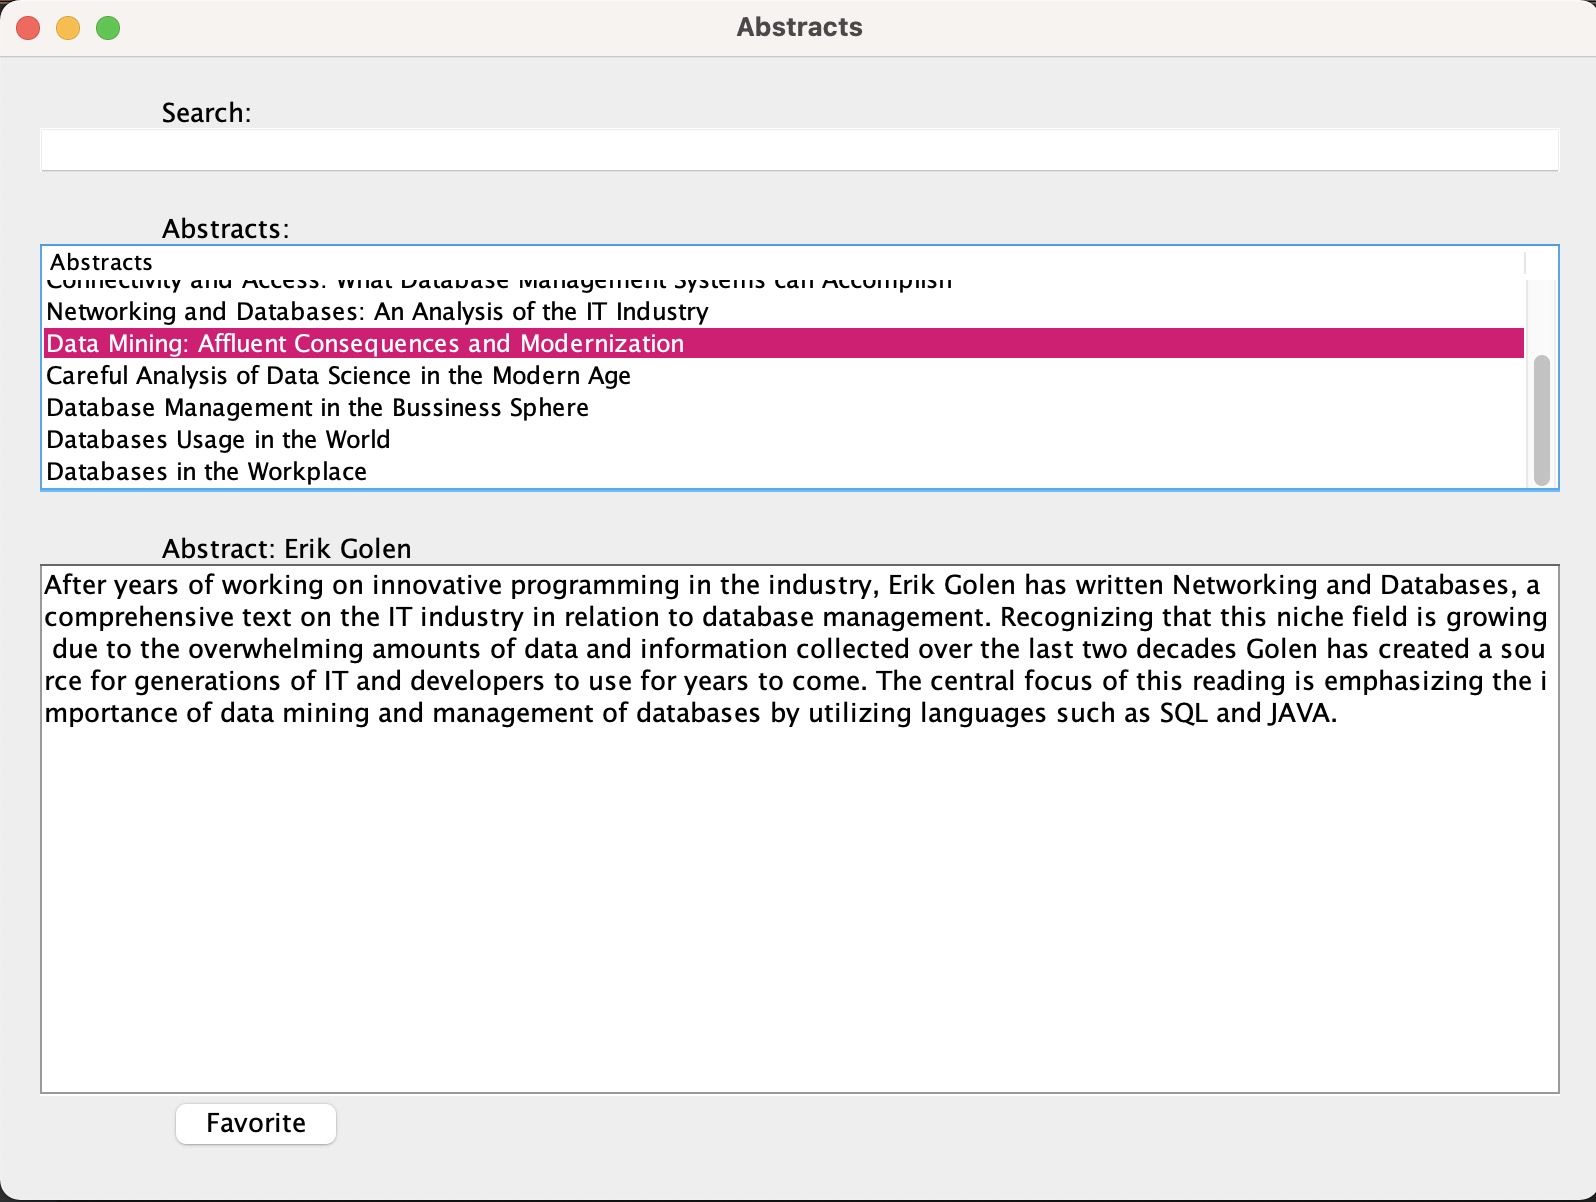 Abstracts
Search:
Abstracts:
Abstracts
Connectivity and Access: What Database Management Systems can Accomplish
Networking and Databases: An Analysis of the IT Industry
Data Mining: Affluent Consequences and Modernization
Careful Analysis of Data Science in the Modern Age
Database Management in the Bussiness Sphere
Databases Usage in the World
Databases in the Workplace
Abstract: Erik Golen
After years of working on innovative programming in the industry, Erik Golen has written Networking and Databases, a
comprehensive text on the IT industry in relation to database management. Recognizing that this niche field is growing
due to the overwhelming amounts of data and information collected over the last two decades Golen has created a sou
rce for generations of IT and developers to use for years to come. The central focus of this reading is emphasizing the i
mportance of data mining and management of databases by utilizing languages such as SQL and JAVA.
Favorite